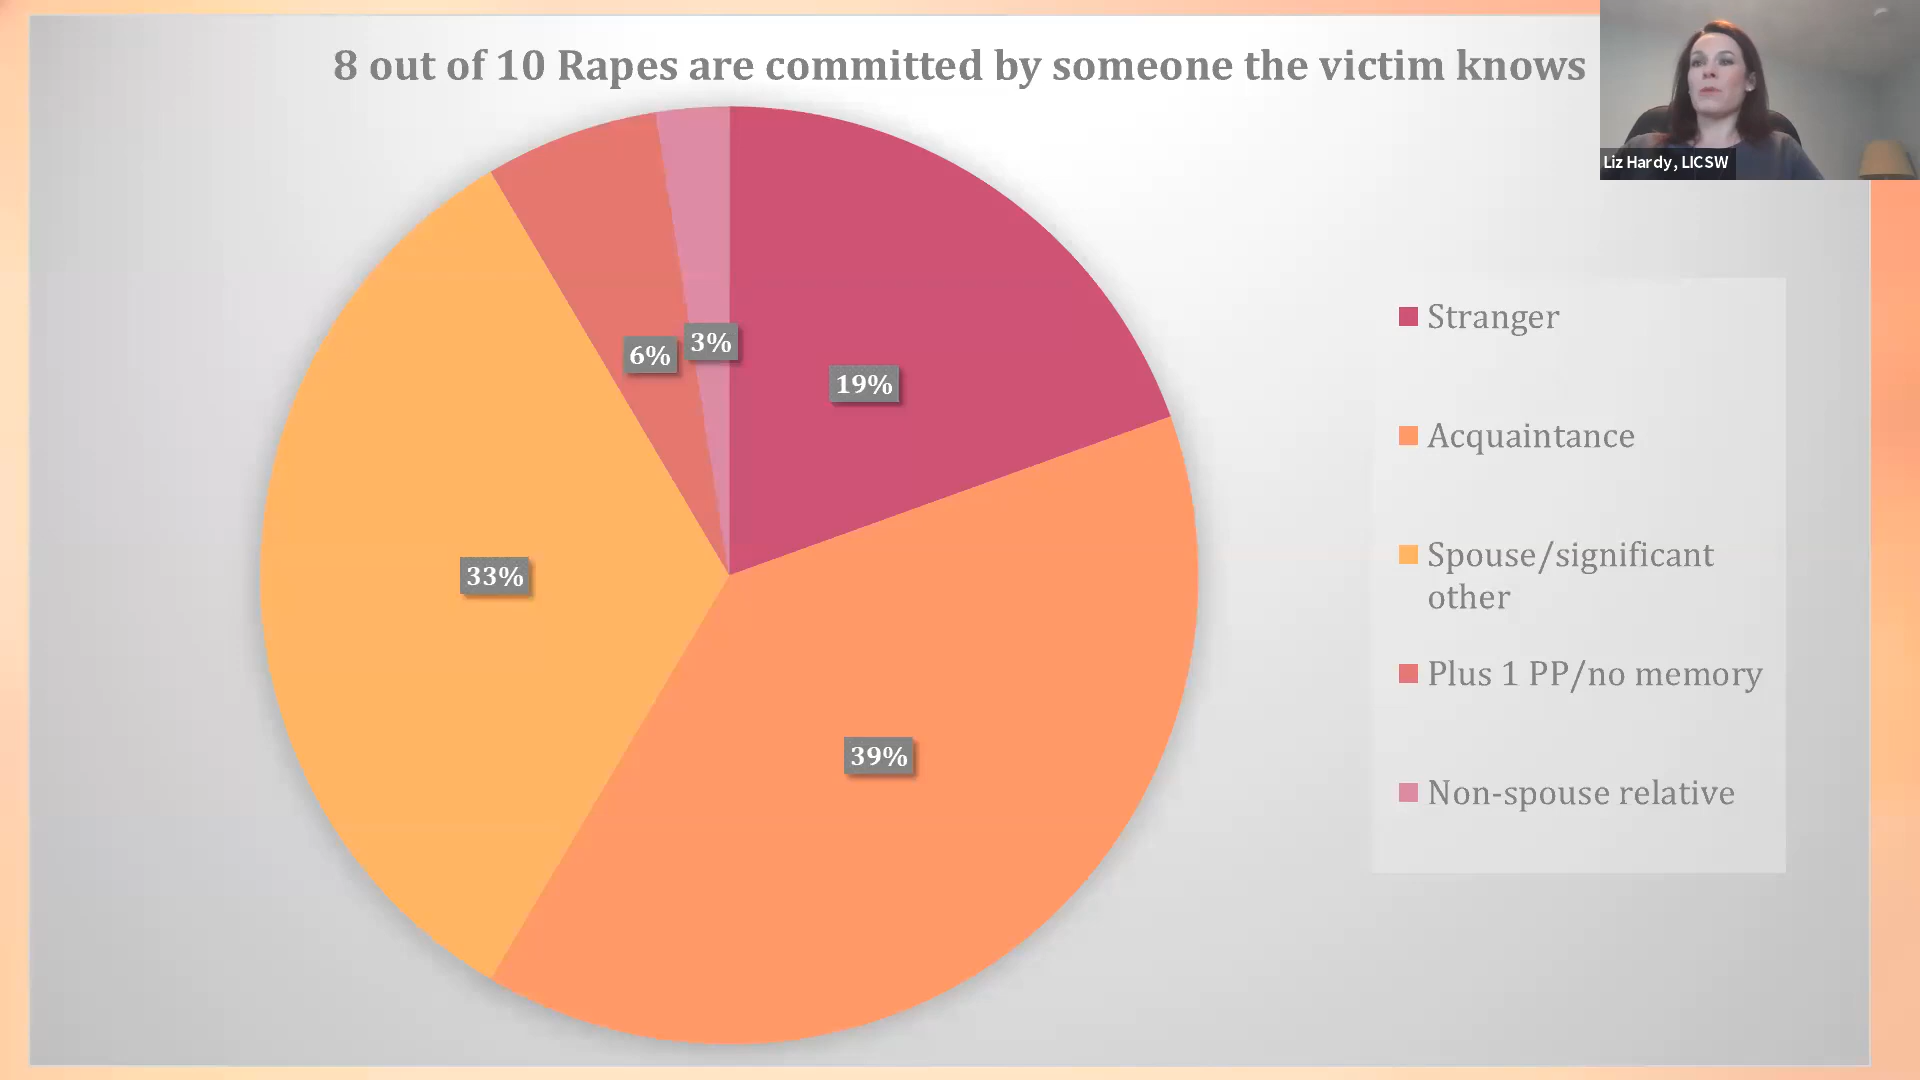 8 out of 10 Rapes are committed by someone the victim knows
Liz Hardy, LICSW
3%
6%
19%
33%
39%
Stranger
Acquaintance
Spouse/significant
other
Plus 1 PP/no memory
Non-spouse relative